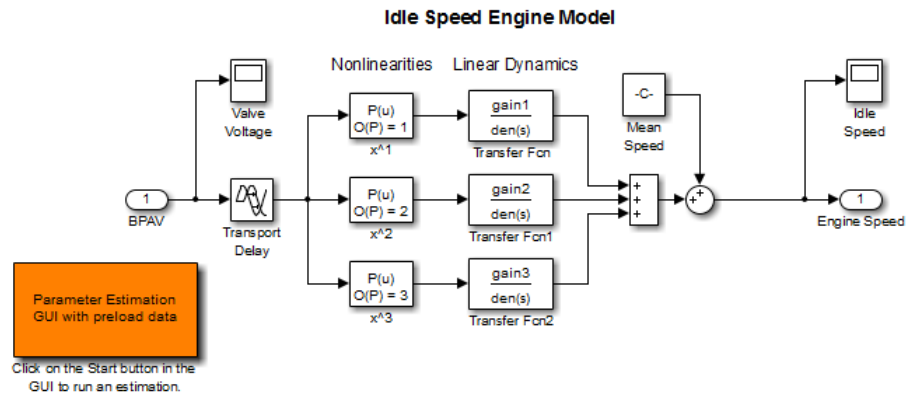 Idle Speed Engine Model
Nonlinearities
Linear Dynamics
Valve
Voltage
P(u)
O(P) = 1
x^1
gain1
den(s)
Transfer Fcn
-C-
Mean
Speed
Idle
Speed
1
BPAV
Transport
Delay
P(u)
O(P) = 2
x^2
gain2
den(s)
Transfer Fcn1
+
+
+
+
+
1
Engine Speed
P(u)
O(P) = 3
x^3
gain3
den(s)
Transfer Fcn2
Parameter Estimation
GUI with preload data
Click on the Start button in the
GUI to run an estimation.